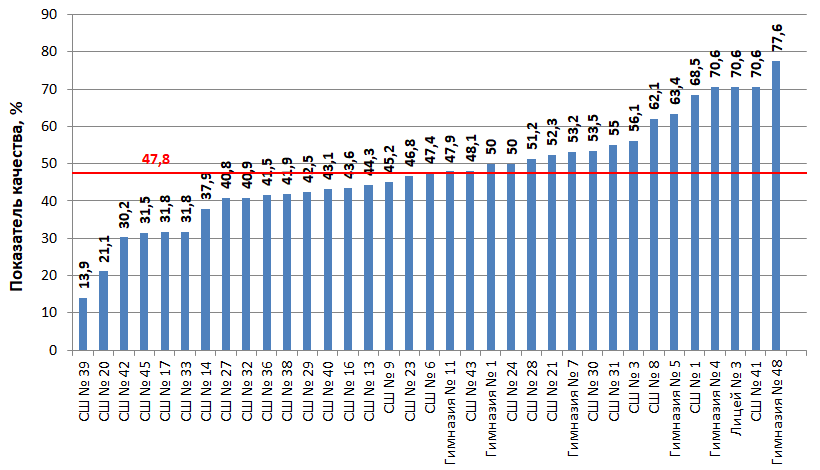 Показатель качества, %
90
80
70
60
50
40
30
20
10
0
47,8
13,9
21,1
30,2
31,5
31,8
31,8
37,9
40,8
40,9
41,5
41,9
42,5
43,1
43,6
44,3
45,2
46,8
47,4
47,9
48,1
50
50
51,2
52,3
53,2
53,5
55
56,1
62,1
63,4
68,5
70,6
70,6
70,6
77,6
СШ № 39
СШ № 20
СШ № 42
СШ № 45
СШ № 17
СШ № 33
СШ № 14
СШ № 27
СШ № 32
СШ № 36
СШ № 38
СШ № 29
СШ № 40
СШ № 16
СШ № 13
СШ № 9
СШ № 23
СШ № 6
Гимназия № 11
СШ № 43
Гимназия № 1
СШ № 24
СШ № 28
СШ № 21
Гимназия № 7
СШ № 30
СШ № 31
СШ № 3
СШ № 8
Гимназия № 5
СШ № 1
Гимназия № 4
Лицей № 3
СШ № 41
Гимназия № 48